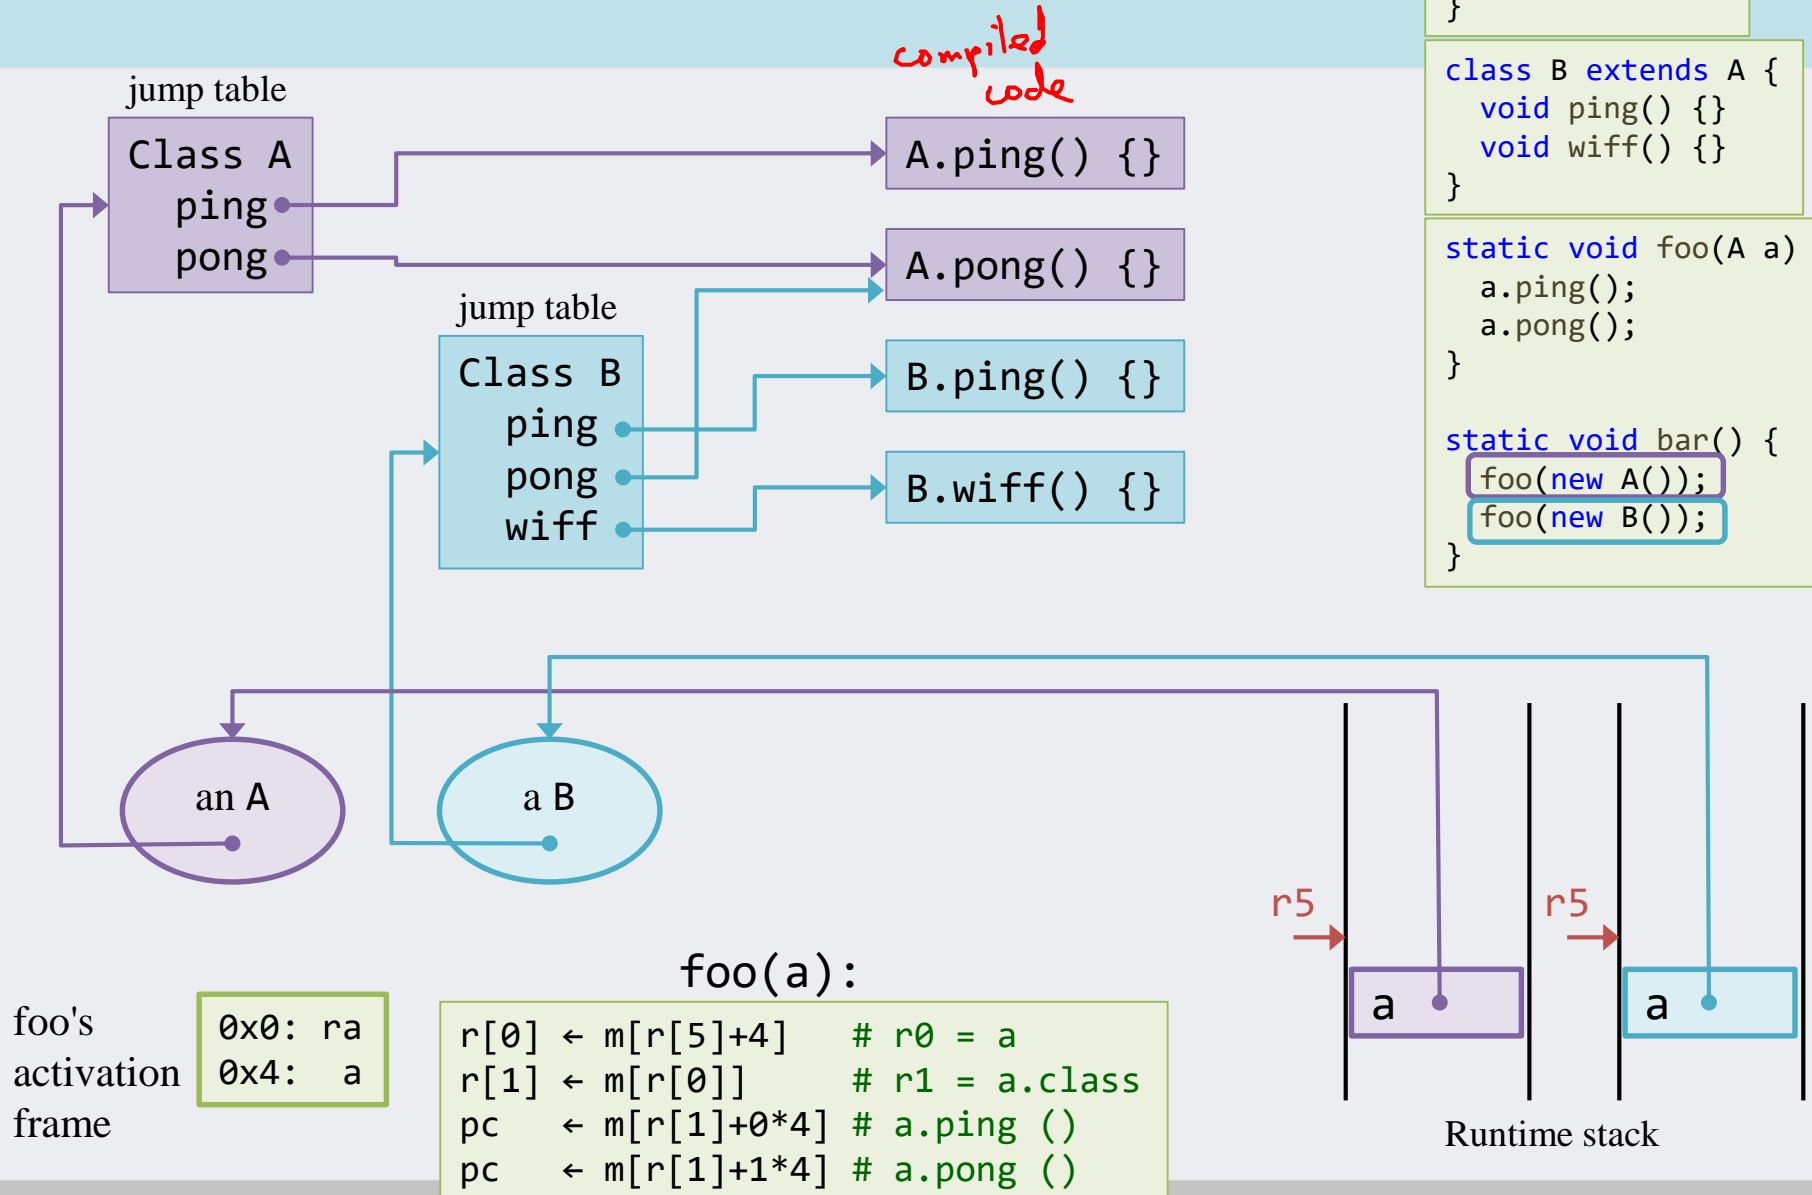 compiled
code
}
class B extends A {
void ping() {}
void wiff() {}
}
static void foo(A a)
a.ping();
a.pong();
}
static void bar() {
foo(new A());
foo(new B());
}
jump table
Class A
ping
pong
A.ping() {}
A.pong() {}
jump table
Class B
ping
pong
wiff
B.ping() {}
B.wiff() {}
an A
a B
r5
r5
a
a
Runtime stack
foo's
activation
frame
0x0: ra
0x4: a
foo(a):
r[0] ← m[r[5]+4] # r0 = a
r[1] ← m[r[0]] # r1 = a.class
pc ← m[r[1]+0*4] # a.ping ()
pc ← m[r[1]+1*4] # a.pong ()